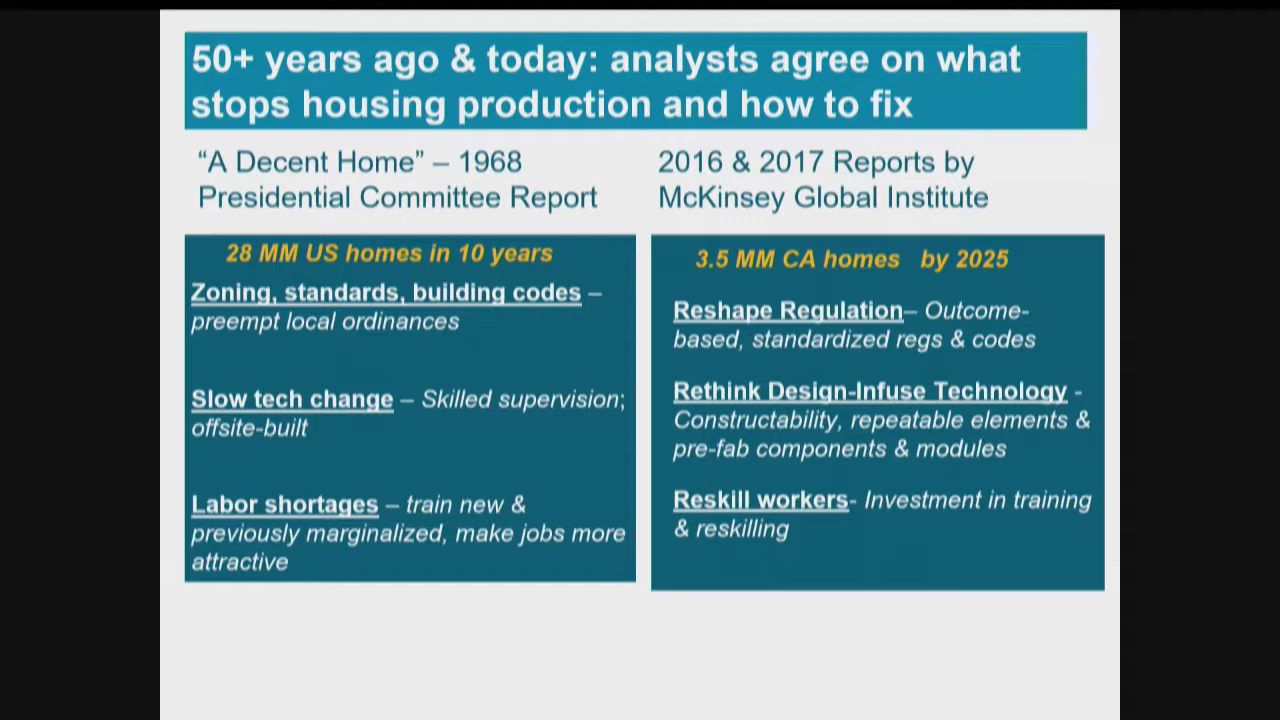 50+ years ago & today: analysts agree on what
stops housing production and how to fix
“A Decent Home” – 1968
Presidential Committee Report
28 MM US homes in 10 years
Zoning, standards, building codes –
preempt local ordinances
Slow tech change – Skilled supervision;
offsite-built
Labor shortages – train new &
previously marginalized, make jobs more
attractive
2016 & 2017 Reports by
McKinsey Global Institute
3.5 MM CA homes by 2025
Reshape Regulation– Outcome-
based, standardized regs & codes
Rethink Design-Infuse Technology -
Constructability, repeatable elements &
pre-fab components & modules
Reskill workers- Investment in training
& reskilling